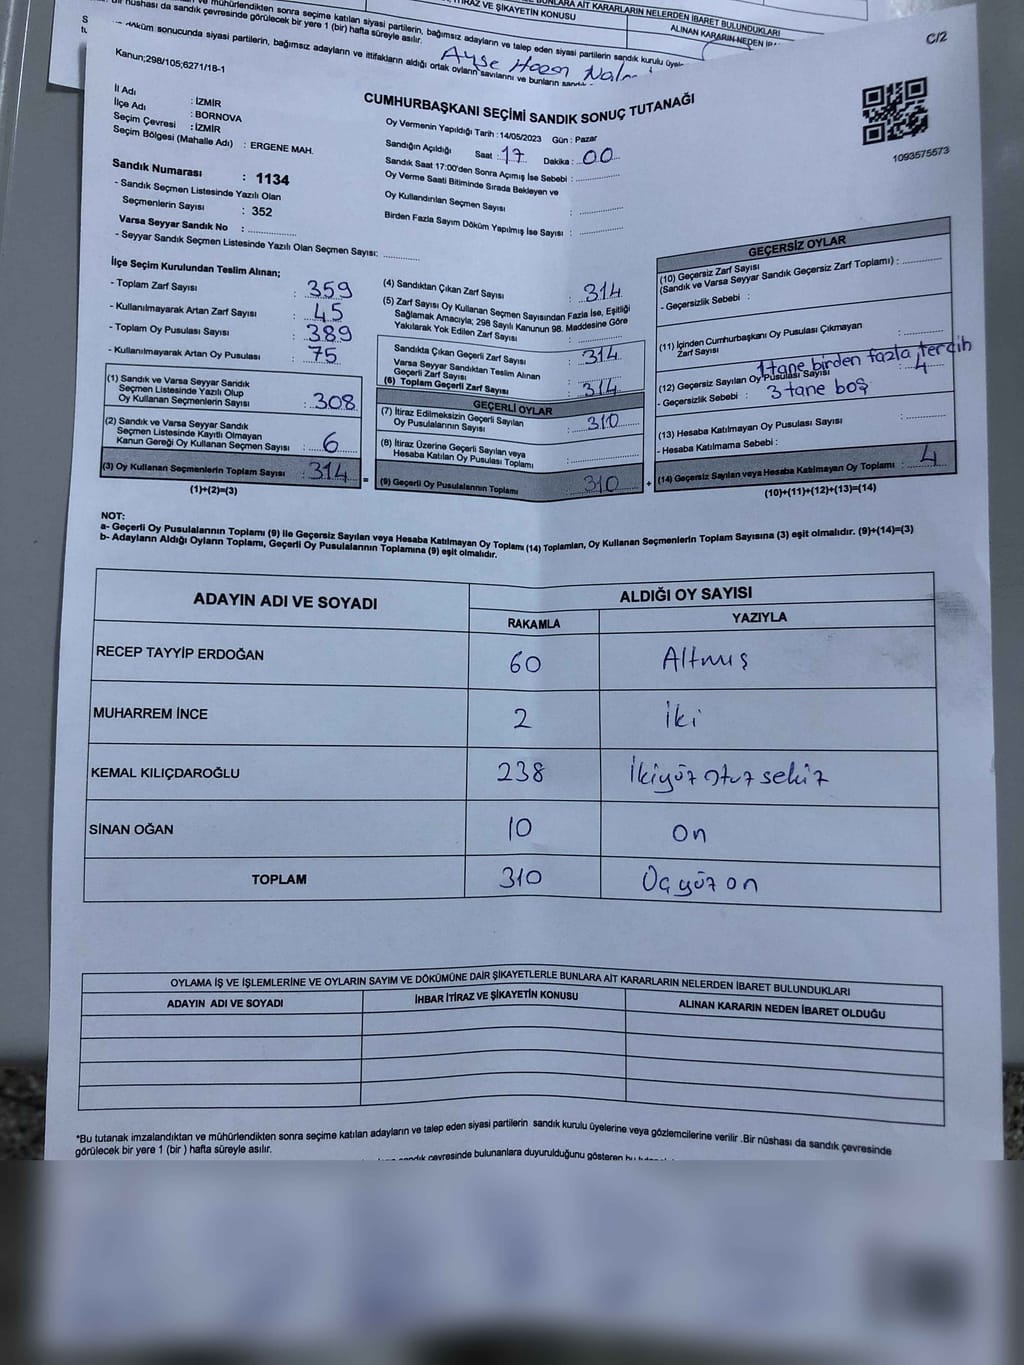 TİRAZ VE ŞİKAYETİN KONUSU
BUNLARA AİT KARARLARIN NELERDEN İBARET BULUNDUKLARI
ALINAN KARARIN NEDEN
mühürlendikten sonra seçime katılan siyasi partilerin, bağımsız adayların ve talep eden siyasi partilerin sandık kurulu
nüshası da sandık çevresinde görülecek bir yere 1 (bir) hafta süreyle asılır.
döküm sonucunda siyasi partilerin, bağımsız adayların ve ittifakların aldığı ortak oyların sayılarını ve bunların
Ayşe
C/2
Kanun;298/105;6271/18-1
CUMHURBAŞKANI SEÇİMİ SANDIK SONUÇ TUTANAĞI
1093575573
İl Adı : İZMİR
İlçe Adı : BORNOVA
Seçim Çevresi : İZMİR
Seçim Bölgesi (Mahalle Adı) : ERGENE MAH.
Sandık Numarası : 1134
- Sandık Seçmen Listesinde Yazılı Olan
Seçmenlerin Sayısı : 352
Varsa Seyyar Sandık No : ..............
- Seyyar Sandık Seçmen Listesinde Yazılı Olan Seçmen Sayısı: ..............
Oy Vermenin Yapıldığı Tarih : 14/05/2023 Gün : Pazar
Sandığın Açıldığı Saat : 17 Dakika : 00
Sandık Saat 17:00'den Sonra Açımış İse Sebebi : ..............
Oy Verme Saati Bitiminde Sırada Bekleyen ve
Oy Kullandırılan Seçmen Sayısı : ..............
Birden Fazla Sayım Döküm Yapılmış İse Sayısı : ..............
İlçe Seçim Kurulundan Teslim Alınan;
- Toplam Zarf Sayısı : 359
- Kullanılmayarak Artan Zarf Sayısı : 45
- Toplam Oy Pusulası Sayısı : 389
- Kullanılmayarak Artan Oy Pusulası : 75
(1) Sandık ve Varsa Seyyar Sandık
Seçmen Listesinde Yazılı Olup
Oy Kullanan Seçmenlerin Sayısı : 308
(2) Sandık ve Varsa Seyyar Sandık
Seçmen Listesinde Kayıtlı Olmayan
Kanun Gereği Oy Kullanan Seçmen Sayısı : 6
(3) Oy Kullanan Seçmenlerin Toplam Sayısı : 314
(1)+(2)=(3)
(4) Sandıktan Çıkan Zarf Sayısı : 314
(5) Zarf Sayısı Oy Kullanan Seçmen Sayısından Fazla İse, Eşitliği
Sağlamak Amacıyla; 298 Sayılı Kanunun 98. Maddesine Göre
Yakılarak Yok Edilen Zarf Sayısı : ..............
Sandıkta Çıkan Geçerli Zarf Sayısı : 314
Varsa Seyyar Sandıktan Teslim Alınan
Geçerli Zarf Sayısı
(6) Toplam Geçerli Zarf Sayısı : 314
GEÇERLİ OYLAR
(7) İtiraz Edilmeksizin Geçerli Sayılan
Oy Pusulalarının Sayısı : 310
(8) İtiraz Üzerine Geçerli Sayılan veya
Hesaba Katılan Oy Pusulası Toplamı : ..............
= (9) Geçerli Oy Pusulalarının Toplamı : 310 +
GEÇERSİZ OYLAR
(10) Geçersiz Zarf Sayısı
(Sandık ve Varsa Seyyar Sandık Geçersiz Zarf Toplamı) : ..............
- Geçersizlik Sebebi :
(11) İçinden Cumhurbaşkanı Oy Pusulası Çıkmayan
Zarf Sayısı : ..............
1 tane birden fazla tercih
(12) Geçersiz Sayılan Oy Pusulası Sayısı : 4
- Geçersizlik Sebebi : 3 tane boş
(13) Hesaba Katılmayan Oy Pusulası Sayısı : ..............
- Hesaba Katılmama Sebebi :
(14) Geçersiz Sayılan veya Hesaba Katılmayan Oy Toplamı : 4
(10)+(11)+(12)+(13)=(14)
NOT:
a- Geçerli Oy Pusulalarının Toplamı (9) ile Geçersiz Sayılan veya Hesaba Katılmayan Oy Toplamı (14) Toplamları, Oy Kullanan Seçmenlerin Toplam Sayısına (3) eşit olmalıdır. (9)+(14)=(3)
b- Adayların Aldığı Oyların Toplamı, Geçerli Oy Pusulalarının Toplamına (9) eşit olmalıdır.
ADAYIN ADI VE SOYADI
ALDIĞI OY SAYISI
RAKAMLA YAZIYLA
RECEP TAYYİP ERDOĞAN 60 Altmış
MUHARREM İNCE 2 İki
KEMAL KILIÇDAROĞLU 238 İkiyüz otuz sekiz
SİNAN OĞAN 10 On
TOPLAM 310 Üçyüz on
OYLAMA İŞ VE İŞLEMLERİNE VE OYLARIN SAYIM VE DÖKÜMÜNE DAİR ŞİKAYETLERLE BUNLARA AİT KARARLARIN NELERDEN İBARET BULUNDUKLARI
ADAYIN ADI VE SOYADI İHBAR İTİRAZ VE ŞİKAYETİN KONUSU ALINAN KARARIN NEDEN İBARET OLDUĞU
*Bu tutanak imzalandıktan ve mühürlendikten sonra seçime katılan adayların ve talep eden siyasi partilerin sandık kurulu üyelerine veya gözlemcilerine verilir .Bir nüshası da sandık çevresinde
görülecek bir yere 1 (bir ) hafta süreyle asılır.
sandık çevresinde bulunanlara duyurulduğunu gösteren bu